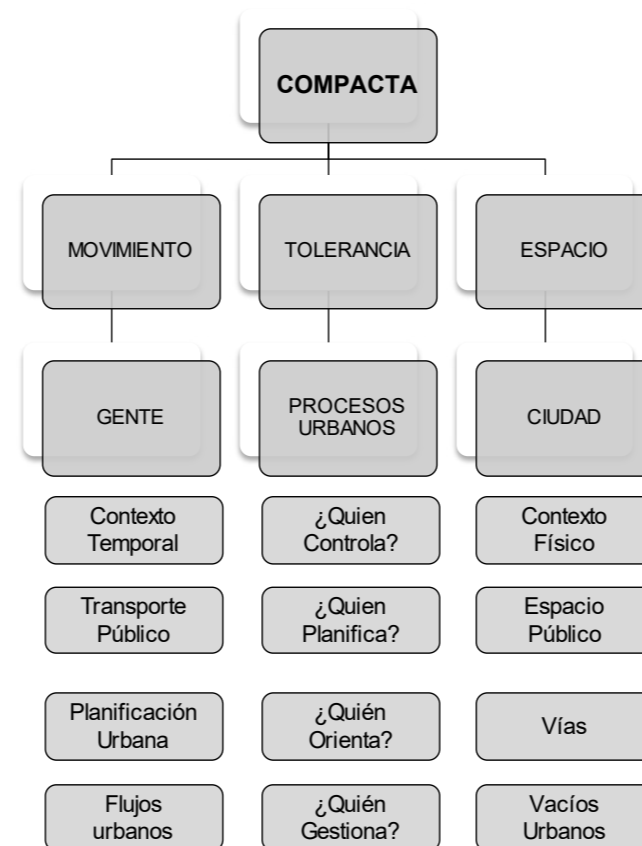 COMPACTA
MOVIMIENTO
TOLERANCIA
ESPACIO
GENTE
PROCESOS
URBANOS
CIUDAD
Contexto
Temporal
¿Quien
Controla?
Contexto
Físico
Transporte
Público
¿Quien
Planifica?
Espacio
Público
Planificación
Urbana
¿Quién
Orienta?
Vías
Flujos
urbanos
¿Quién
Gestiona?
Vacíos
Urbanos